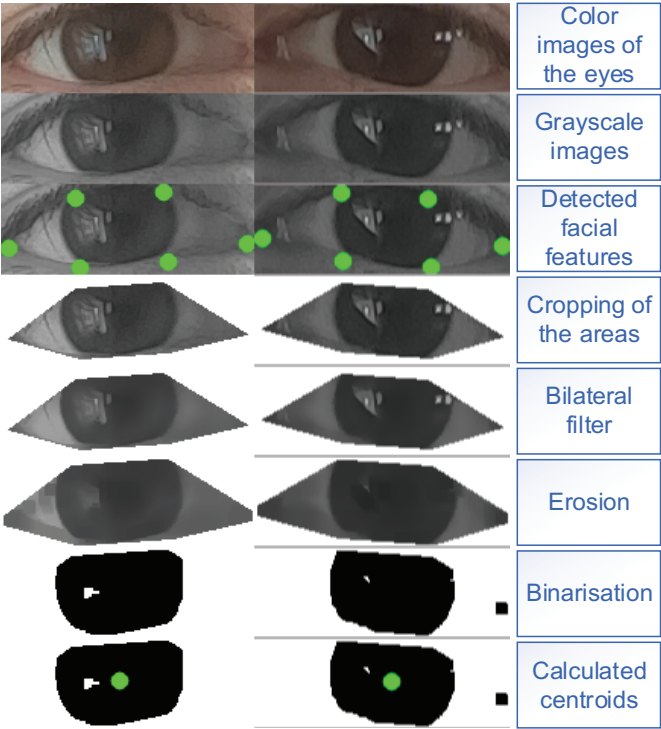 Color
images of
the eyes
Grayscale
images
Detected
facial
features
Cropping of
the areas
Bilateral
filter
Erosion
Binarisation
Calculated
centroids